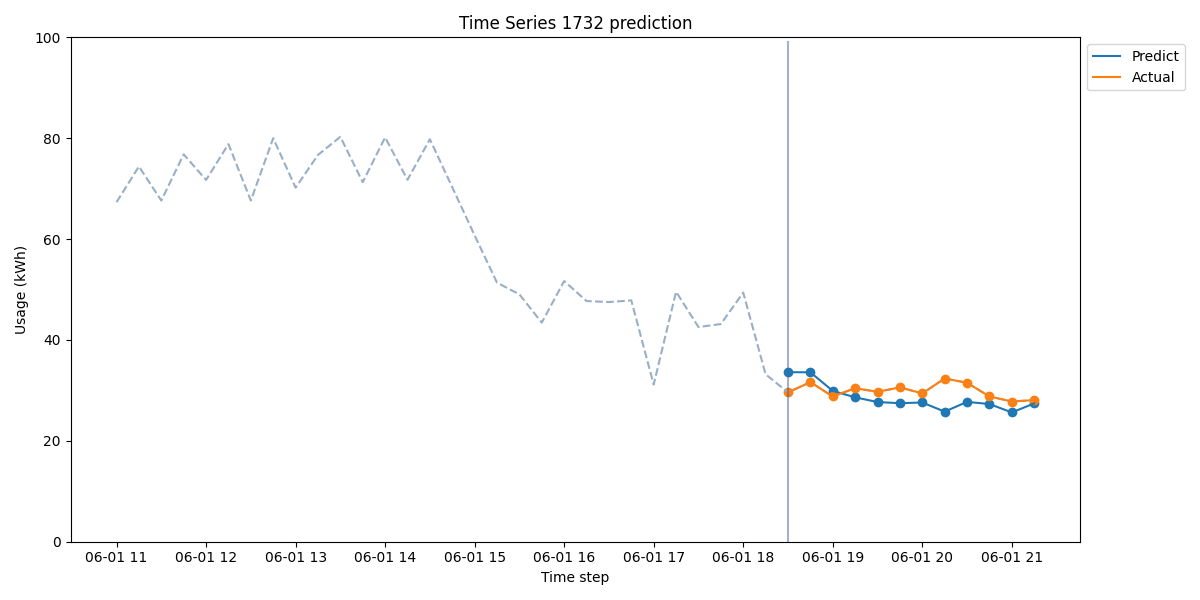 Time Series 1732 prediction
Predict
Actual
Usage (kWh)
100
80
60
40
20
0
06-01 11 06-01 12 06-01 13 06-01 14 06-01 15 06-01 16 06-01 17 06-01 18 06-01 19 06-01 20 06-01 21
Time step